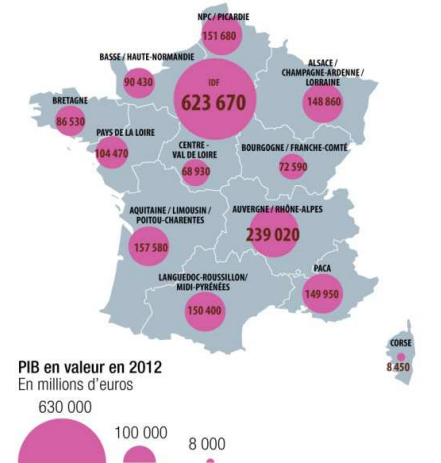 NPC / PICARDIE
151 680
BASSE / HAUTE-NORMANDIE
90 430
IDF
623 670
ALSACE /
CHAMPAGNE-ARDENNE /
LORRAINE
148 860
BRETAGNE
86 530
PAYS DE LA LOIRE
104 470
CENTRE -
VAL DE LOIRE
68 930
BOURGOGNE / FRANCHE-COMTÉ
72 590
AQUITAINE / LIMOUSIN /
POITOU-CHARENTES
157 580
AUVERGNE / RHÔNE-ALPES
239 020
LANGUEDOC-ROUSSILLON/
MIDI-PYRÉNÉES
150 400
PACA
149 950
CORSE
8 450
PIB en valeur en 2012
En millions d'euros
630 000
100 000
8 000